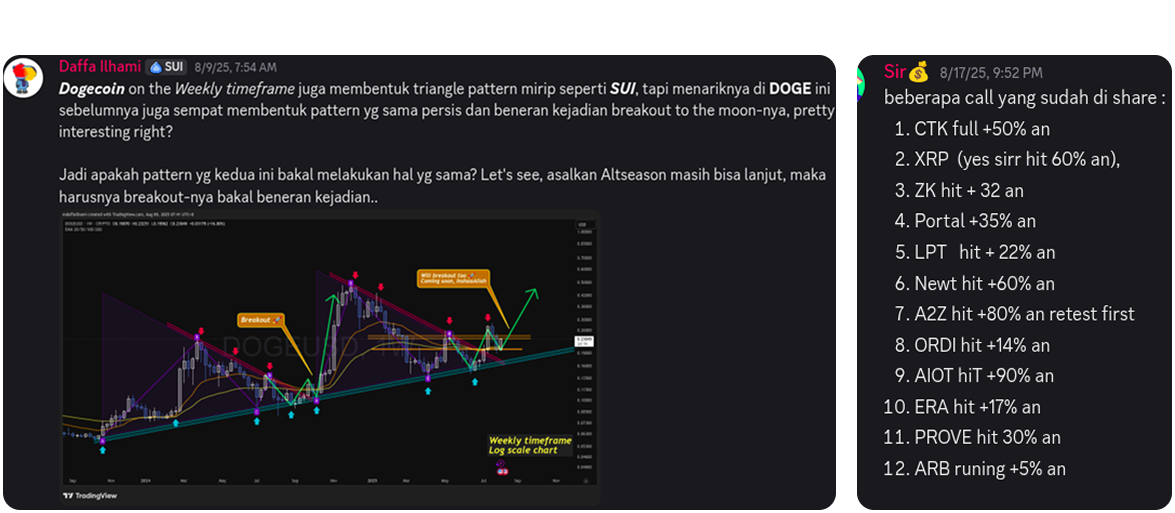 Daffa Ilhami SUI 8/9/25, 7:54 AM
Dogecoin on the Weekly timeframe juga membentuk triangle pattern mirip seperti SUI, tapi menariknya di DOGE ini
sebelumnya juga sempat membentuk pattern yg sama persis dan beneran kejadian breakout to the moon-nya, pretty
interesting right?
Jadi apakah pattern yg kedua ini bakal melakukan hal yg sama? Let's see, asalkan Altseason masih bisa lanjut, maka
harusnya breakout-nya bakal beneran kejadian..
Breakout 🚀
Will breakout too 🚀
Coming soon, InshaAllah
Weekly timeframe
Log scale chart
TradingView
Sir💰 8/17/25, 9:52 PM
beberapa call yang sudah di share :
1. CTK full +50% an
2. XRP (yes sirr hit 60% an),
3. ZK hit + 32 an
4. Portal +35% an
5. LPT hit + 22% an
6. Newt hit +60% an
7. A2Z hit +80% an retest first
8. ORDI hit +14% an
9. AIOT hiT +90% an
10. ERA hit +17% an
11. PROVE hit 30% an
12. ARB runing +5% an